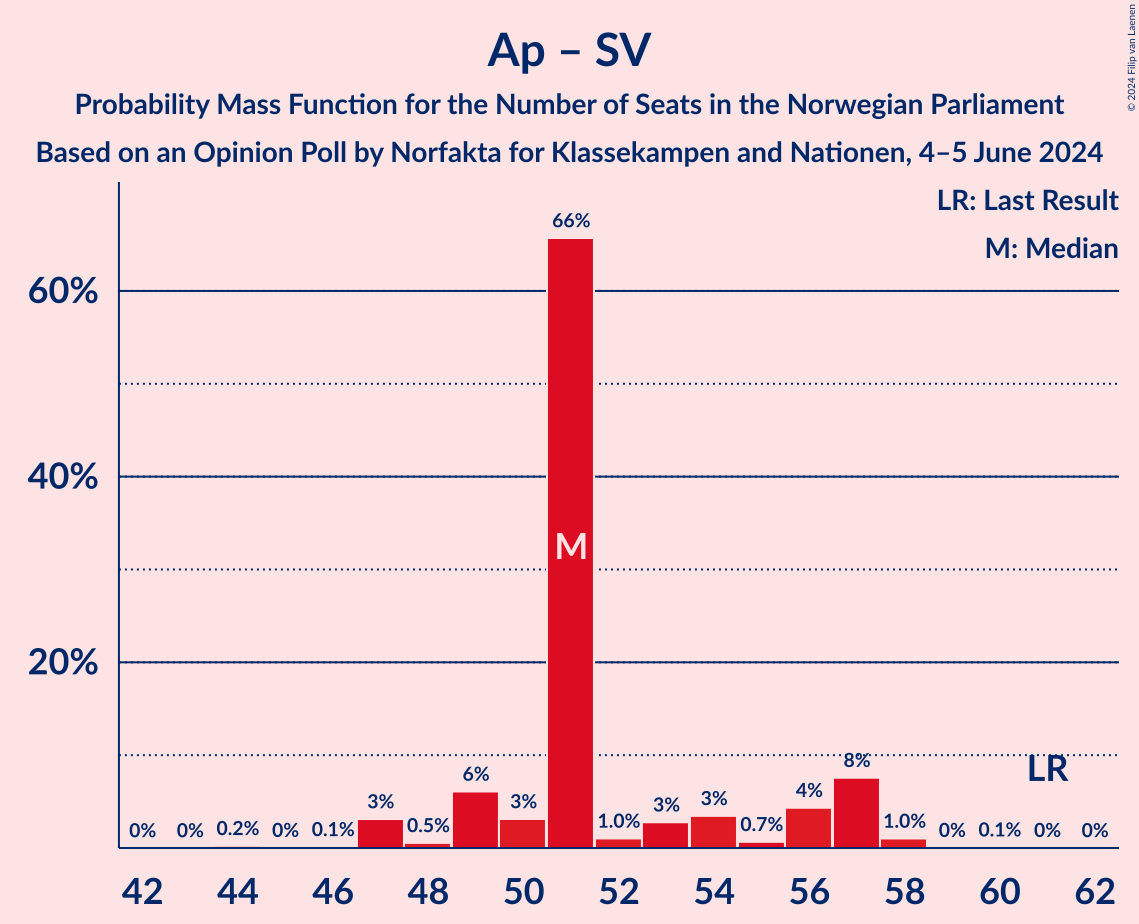 Ap – SV
Probability Mass Function for the Number of Seats in the Norwegian Parliament
Based on an Opinion Poll by Norfakta for Klassekampen and Nationen, 4–5 June 2024
© 2024 Filip van Laenen
LR: Last Result
M: Median
60%
40%
20%
66%
M
LR
0% 0% 0.2% 0% 0.1% 3% 0.5% 6% 3% 1.0% 3% 3% 0.7% 4% 8% 1.0% 0% 0.1% 0% 0%
42 44 46 48 50 52 54 56 58 60 62